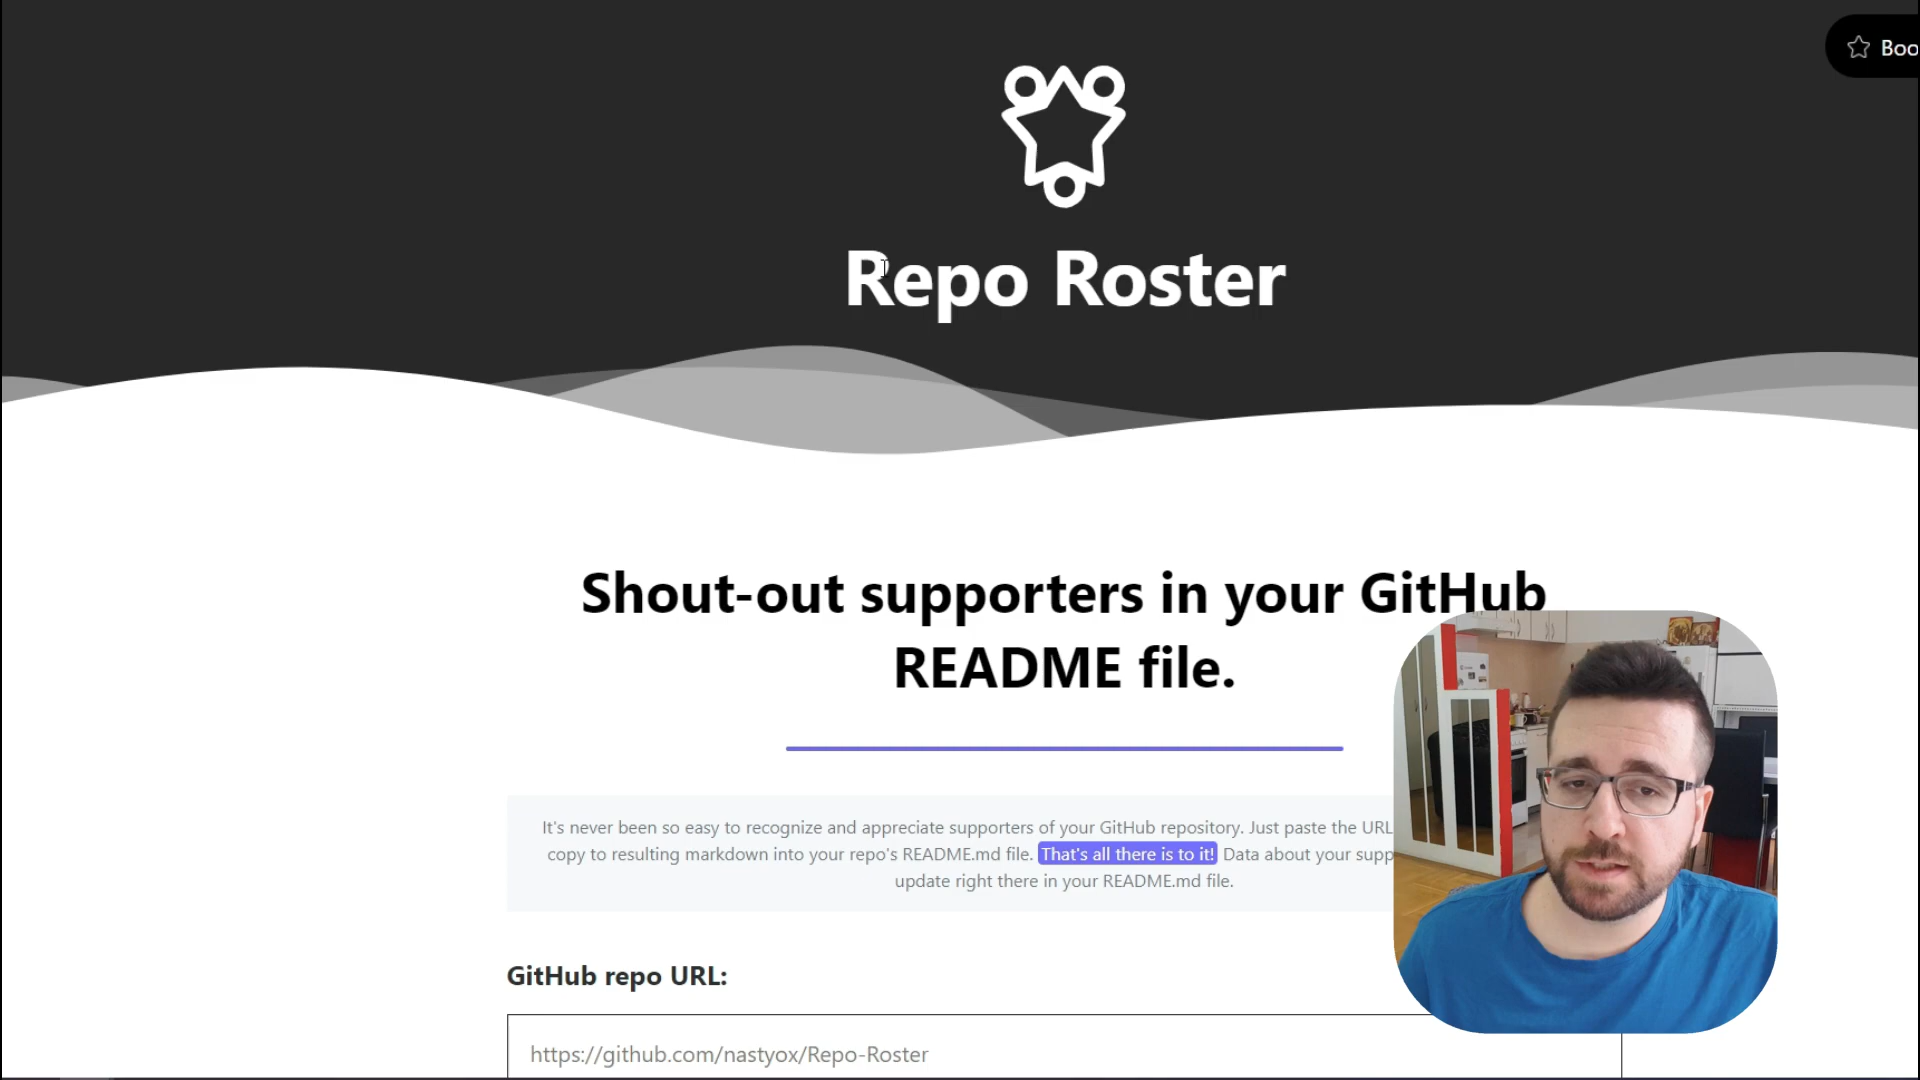 Boo
Repo Roster
Shout-out supporters in your GitHub
README file.
It's never been so easy to recognize and appreciate supporters of your GitHub repository. Just paste the URL
copy to resulting markdown into your repo's README.md file. That's all there is to it! Data about your supp
update right there in your README.md file.
GitHub repo URL:
https://github.com/nastyox/Repo-Roster